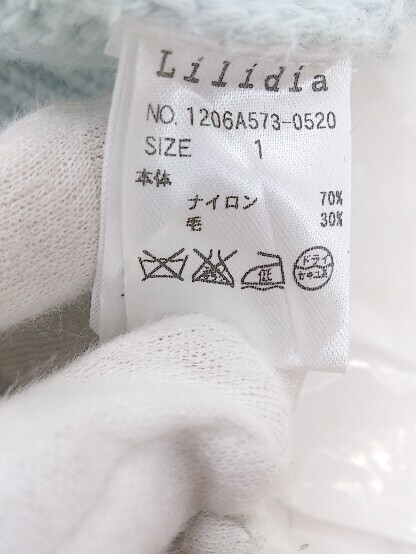 Lilidia
NO. 1206A573-0520
SIZE 1
本体
ナイロン 70%
毛 30%
低
ドライ
セキユ系